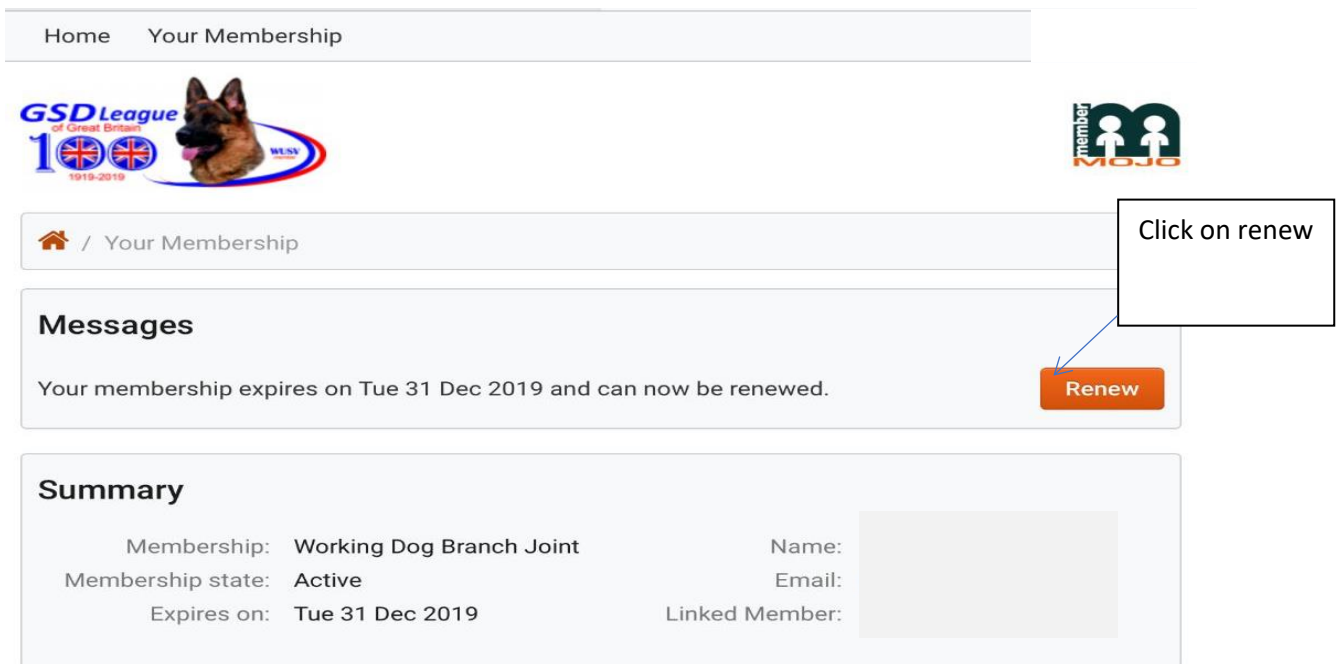 Home Your Membership
GSD League
of Great Britain
100
1919-2019
WUSV
member
MOJO
/ Your Membership
Click on renew
Messages
Your membership expires on Tue 31 Dec 2019 and can now be renewed.
Renew
Summary
Membership: Working Dog Branch Joint Name:
Membership state: Active Email:
Expires on: Tue 31 Dec 2019 Linked Member: